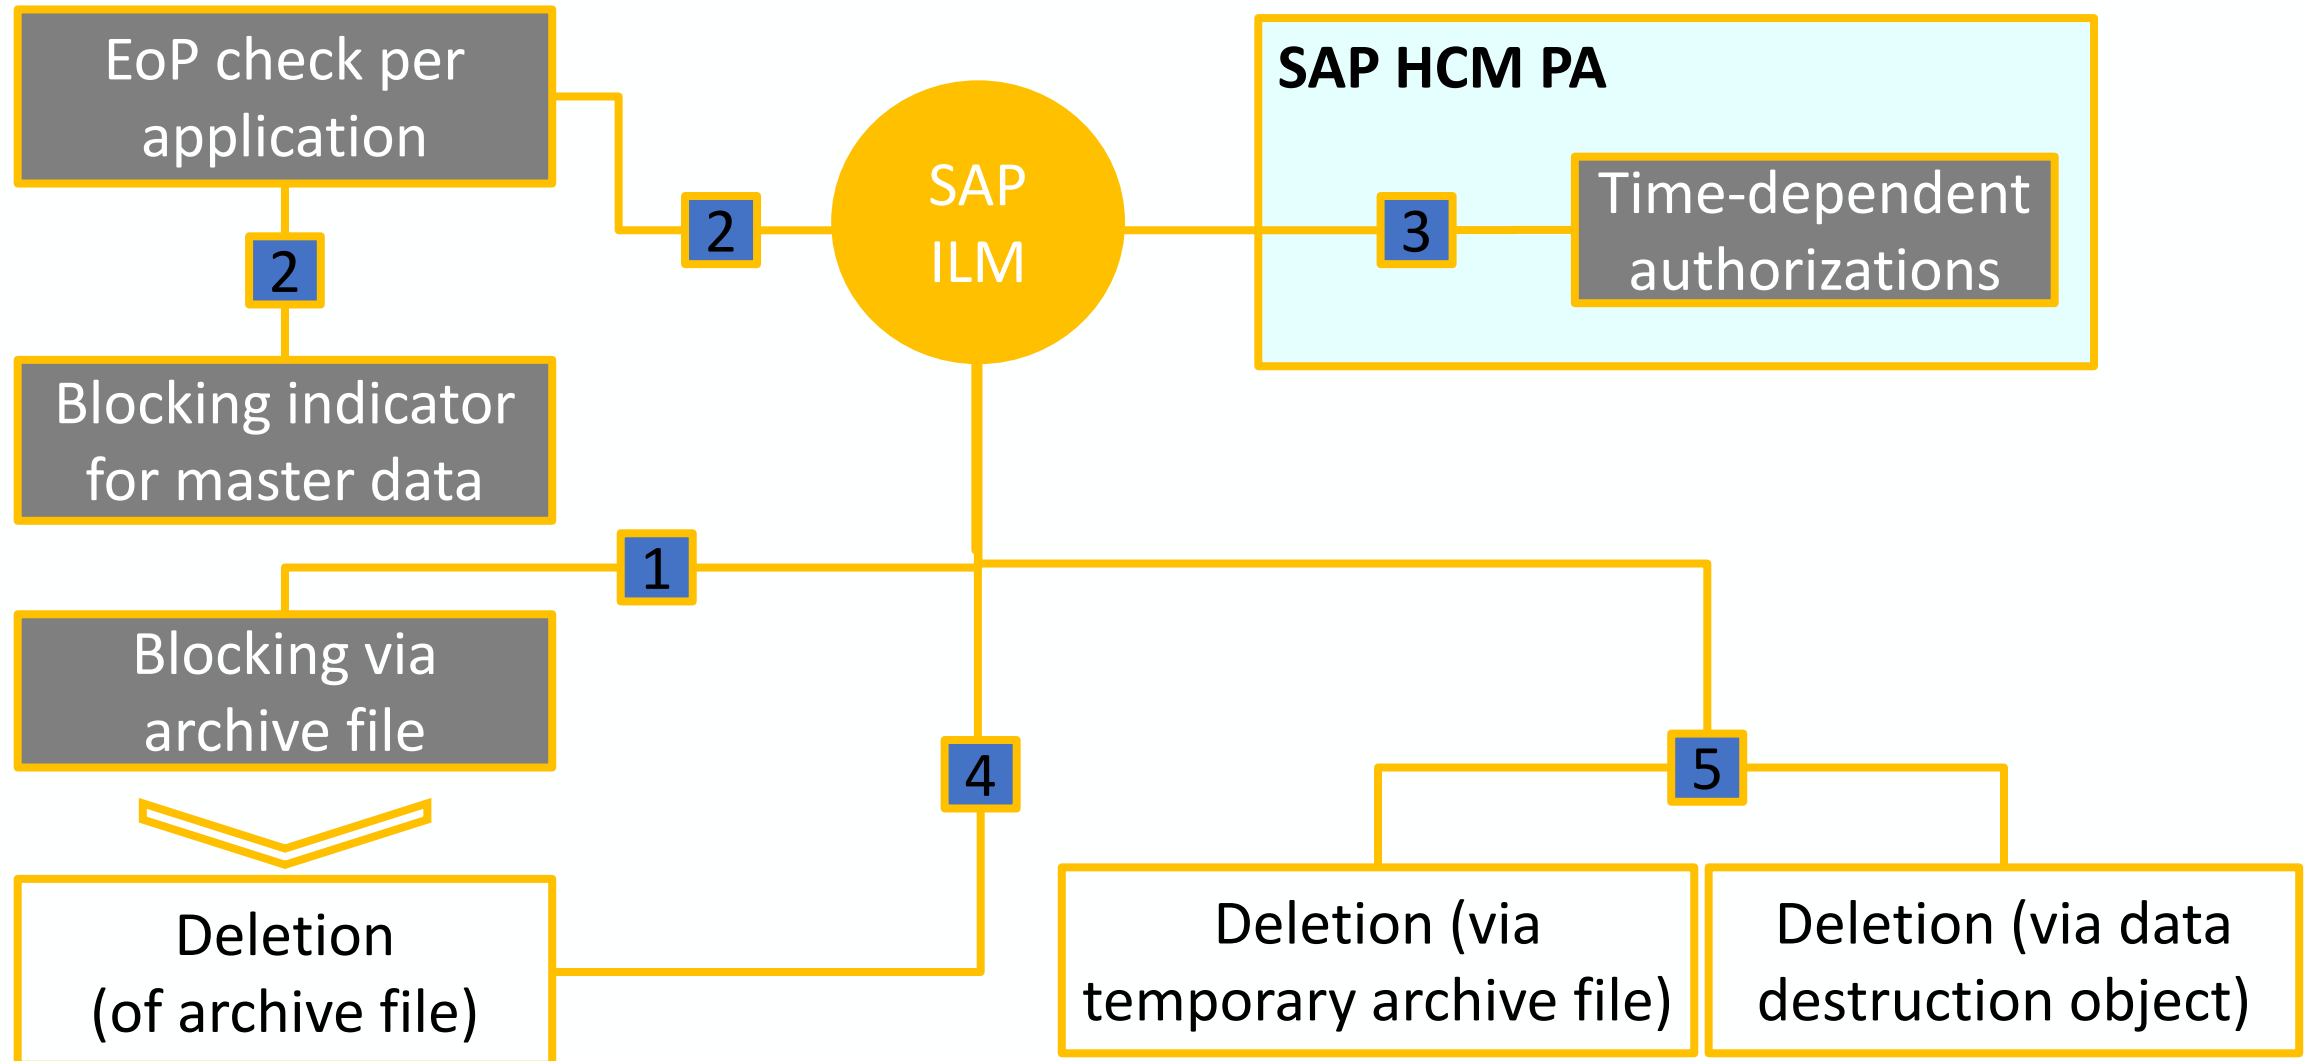 EoP check per
application
2
SAP
ILM
SAP HCM PA
3
Time-dependent
authorizations
2
Blocking indicator
for master data
1
Blocking via
archive file
4
5
Deletion
(of archive file)
Deletion (via
temporary archive file)
Deletion (via data
destruction object)